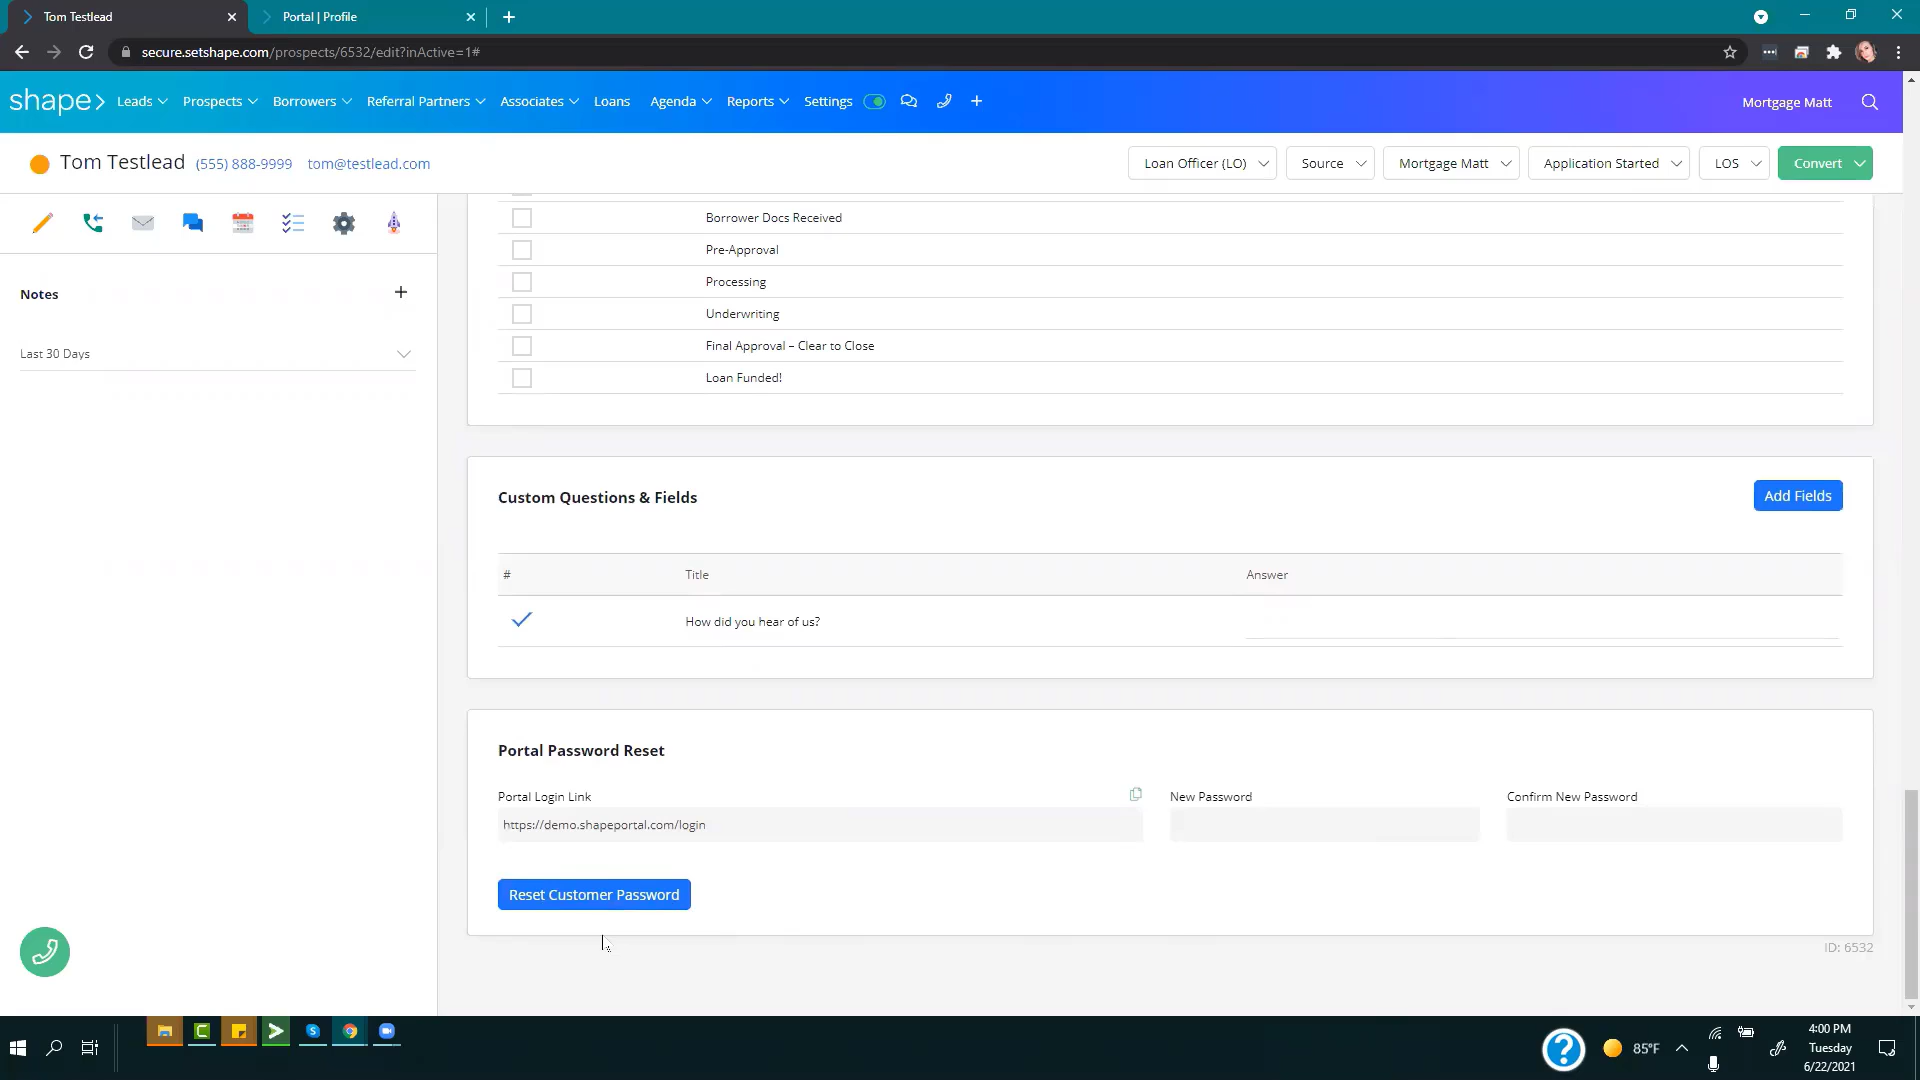 Tom Testlead
Portal | Profile
secure.setshape.com/prospects/6532/edit?inActive=1#
shape>
Leads
Prospects
Borrowers
Referral Partners
Associates
Loans
Agenda
Reports
Settings
Mortgage Matt
Tom Testlead (555) 888-9999 tom@testlead.com
Loan Officer (LO)
Source
Mortgage Matt
Application Started
LOS
Convert
Notes
Last 30 Days
Borrower Docs Received
Pre-Approval
Processing
Underwriting
Final Approval – Clear to Close
Loan Funded!
Custom Questions & Fields
Add Fields
# Title Answer
How did you hear of us?
Portal Password Reset
Portal Login Link
New Password
Confirm New Password
https://demo.shapeportal.com/login
Reset Customer Password
ID: 6532
85°F
4:00 PM
Tuesday
6/22/2021